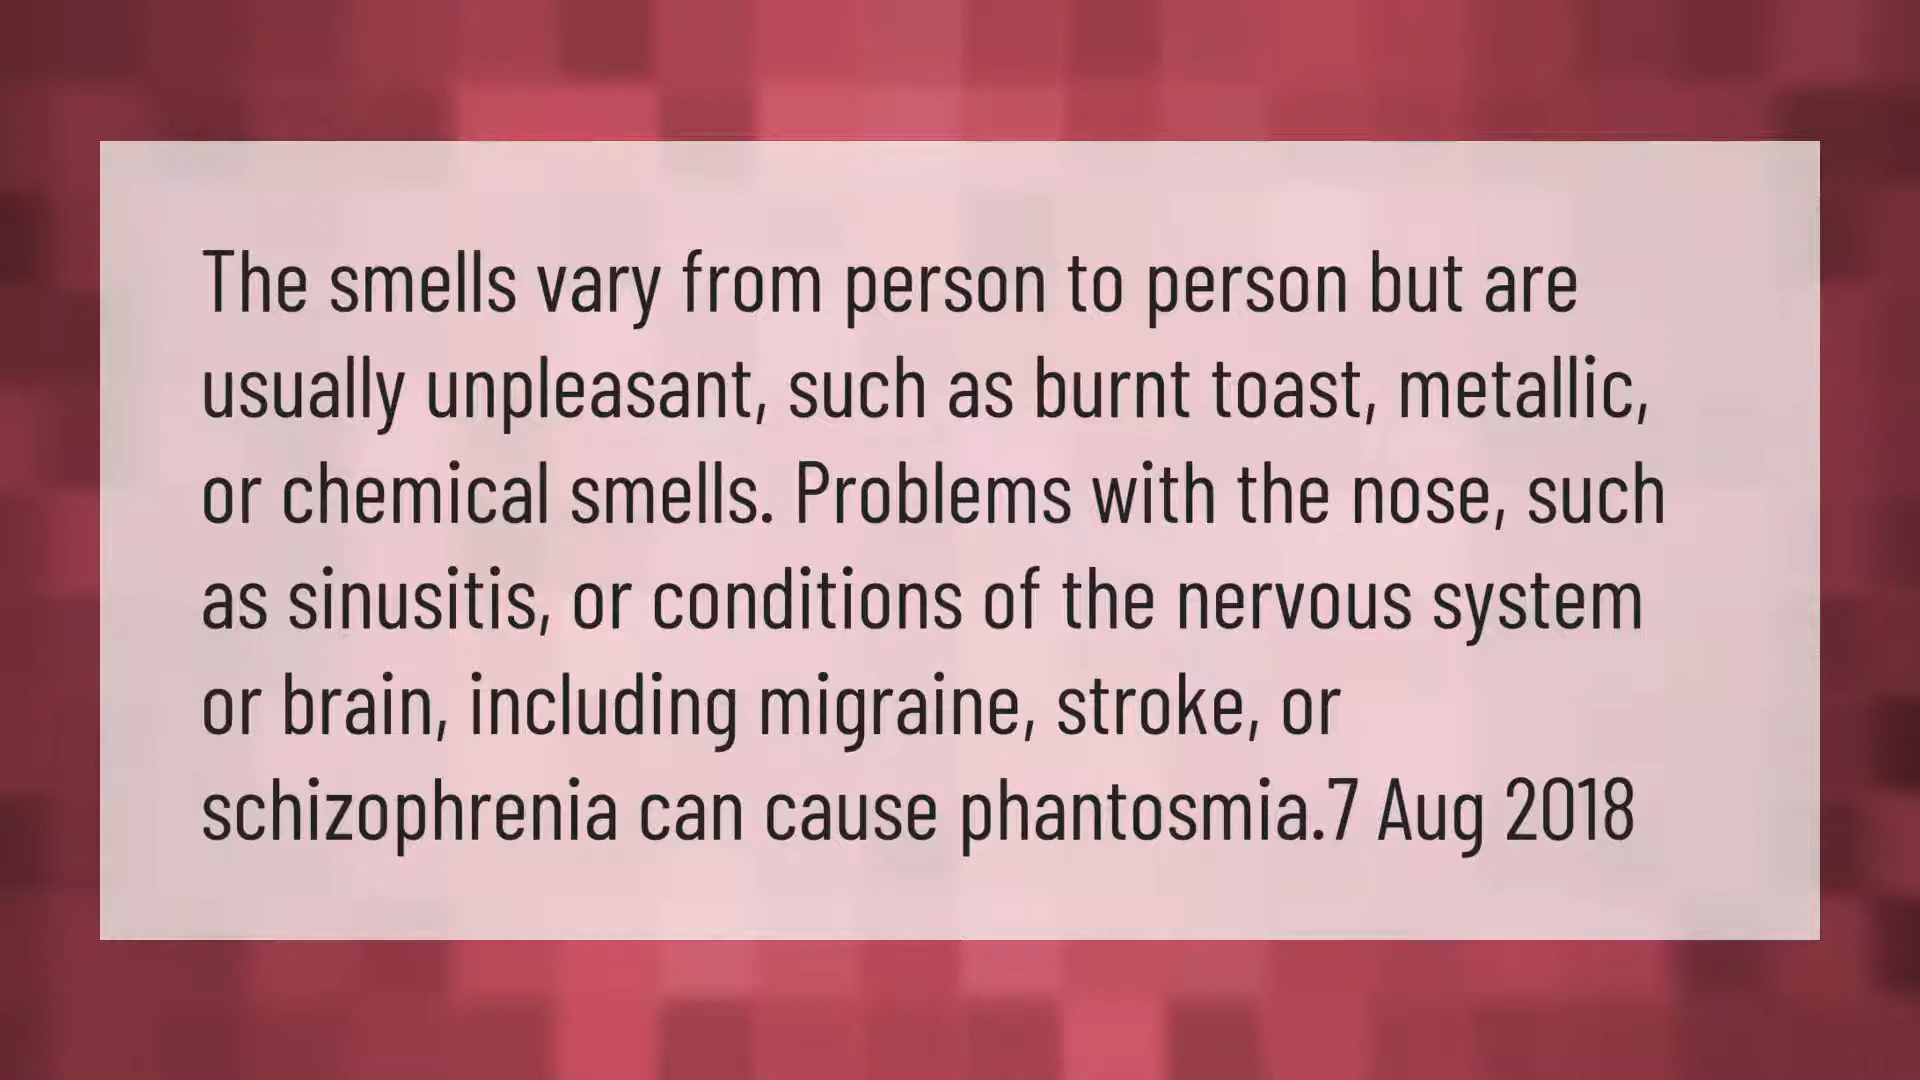 The smells vary from person to person but are
usually unpleasant, such as burnt toast, metallic,
or chemical smells. Problems with the nose, such
as sinusitis, or conditions of the nervous system
or brain, including migraine, stroke, or
schizophrenia can cause phantosmia.7 Aug 2018